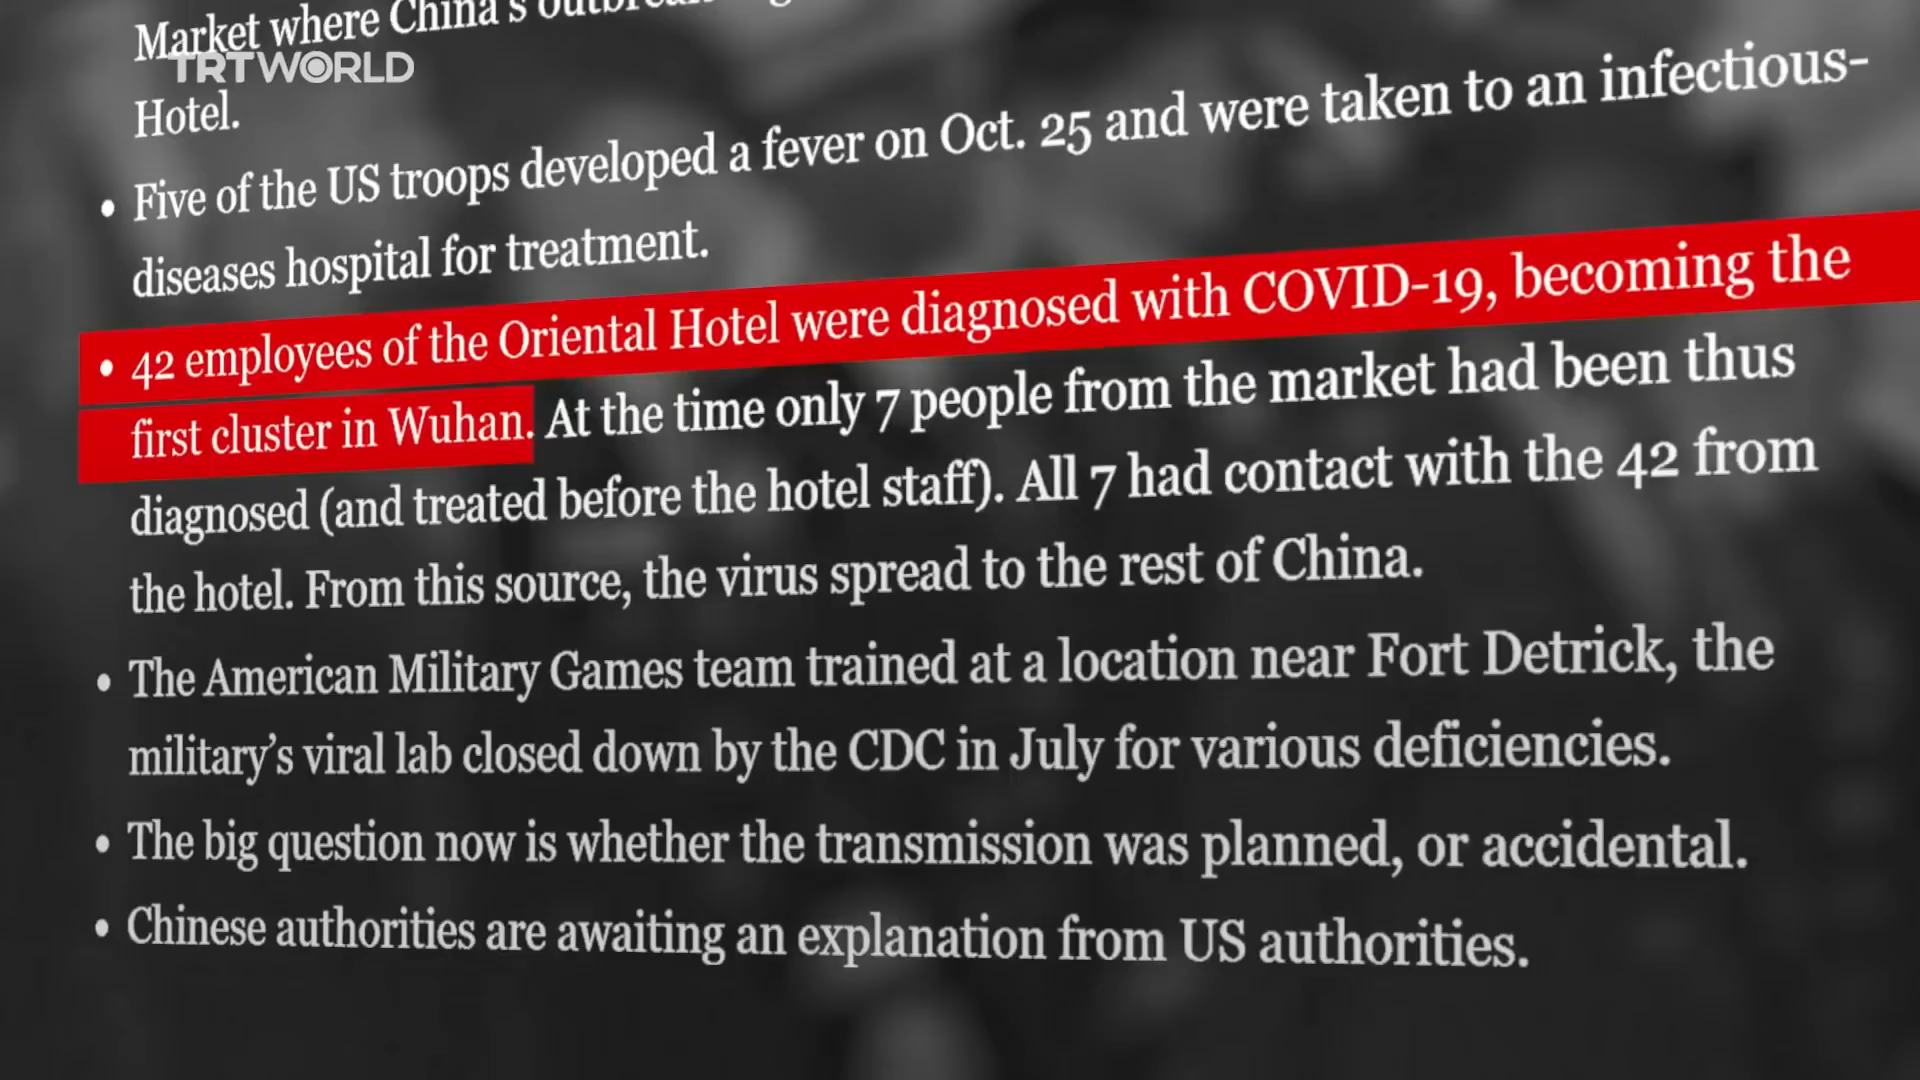 Market where China's
TRT WORLD
Hotel.
• Five of the US troops developed a fever on Oct. 25 and were taken to an infectious-
diseases hospital for treatment.
• 42 employees of the Oriental Hotel were diagnosed with COVID-19, becoming the
first cluster in Wuhan. At the time only 7 people from the market had been thus
diagnosed (and treated before the hotel staff). All 7 had contact with the 42 from
the hotel. From this source, the virus spread to the rest of China.
• The American Military Games team trained at a location near Fort Detrick, the
military's viral lab closed down by the CDC in July for various deficiencies.
• The big question now is whether the transmission was planned, or accidental.
• Chinese authorities are awaiting an explanation from US authorities.